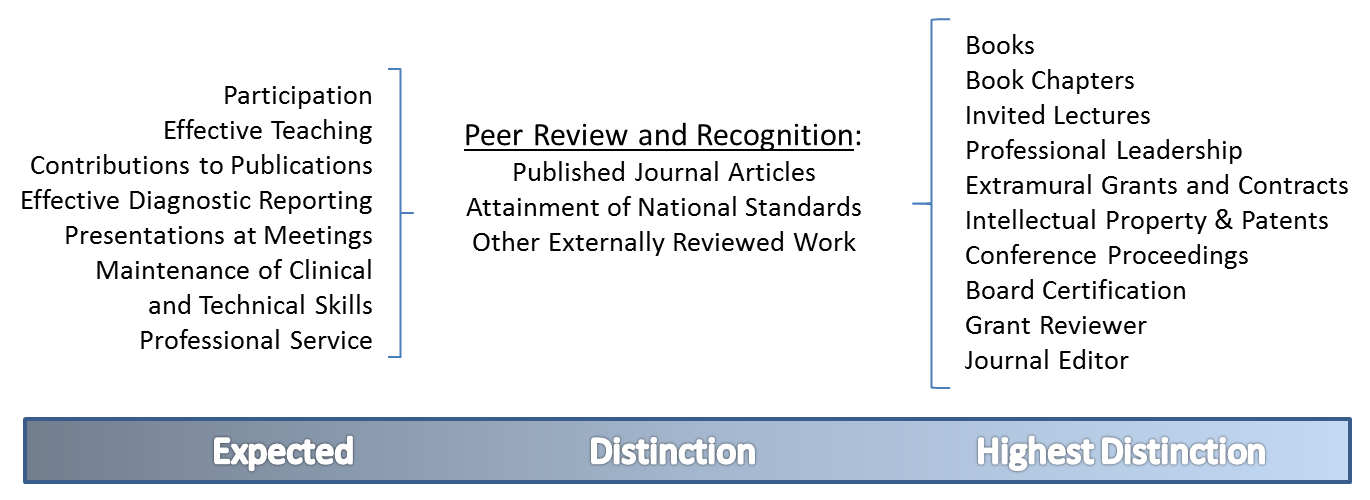 Participation
Effective Teaching
Contributions to Publications
Effective Diagnostic Reporting
Presentations at Meetings
Maintenance of Clinical
and Technical Skills
Professional Service
Peer Review and Recognition:
Published Journal Articles
Attainment of National Standards
Other Externally Reviewed Work
Books
Book Chapters
Invited Lectures
Professional Leadership
Extramural Grants and Contracts
Intellectual Property & Patents
Conference Proceedings
Board Certification
Grant Reviewer
Journal Editor
Expected
Distinction
Highest Distinction